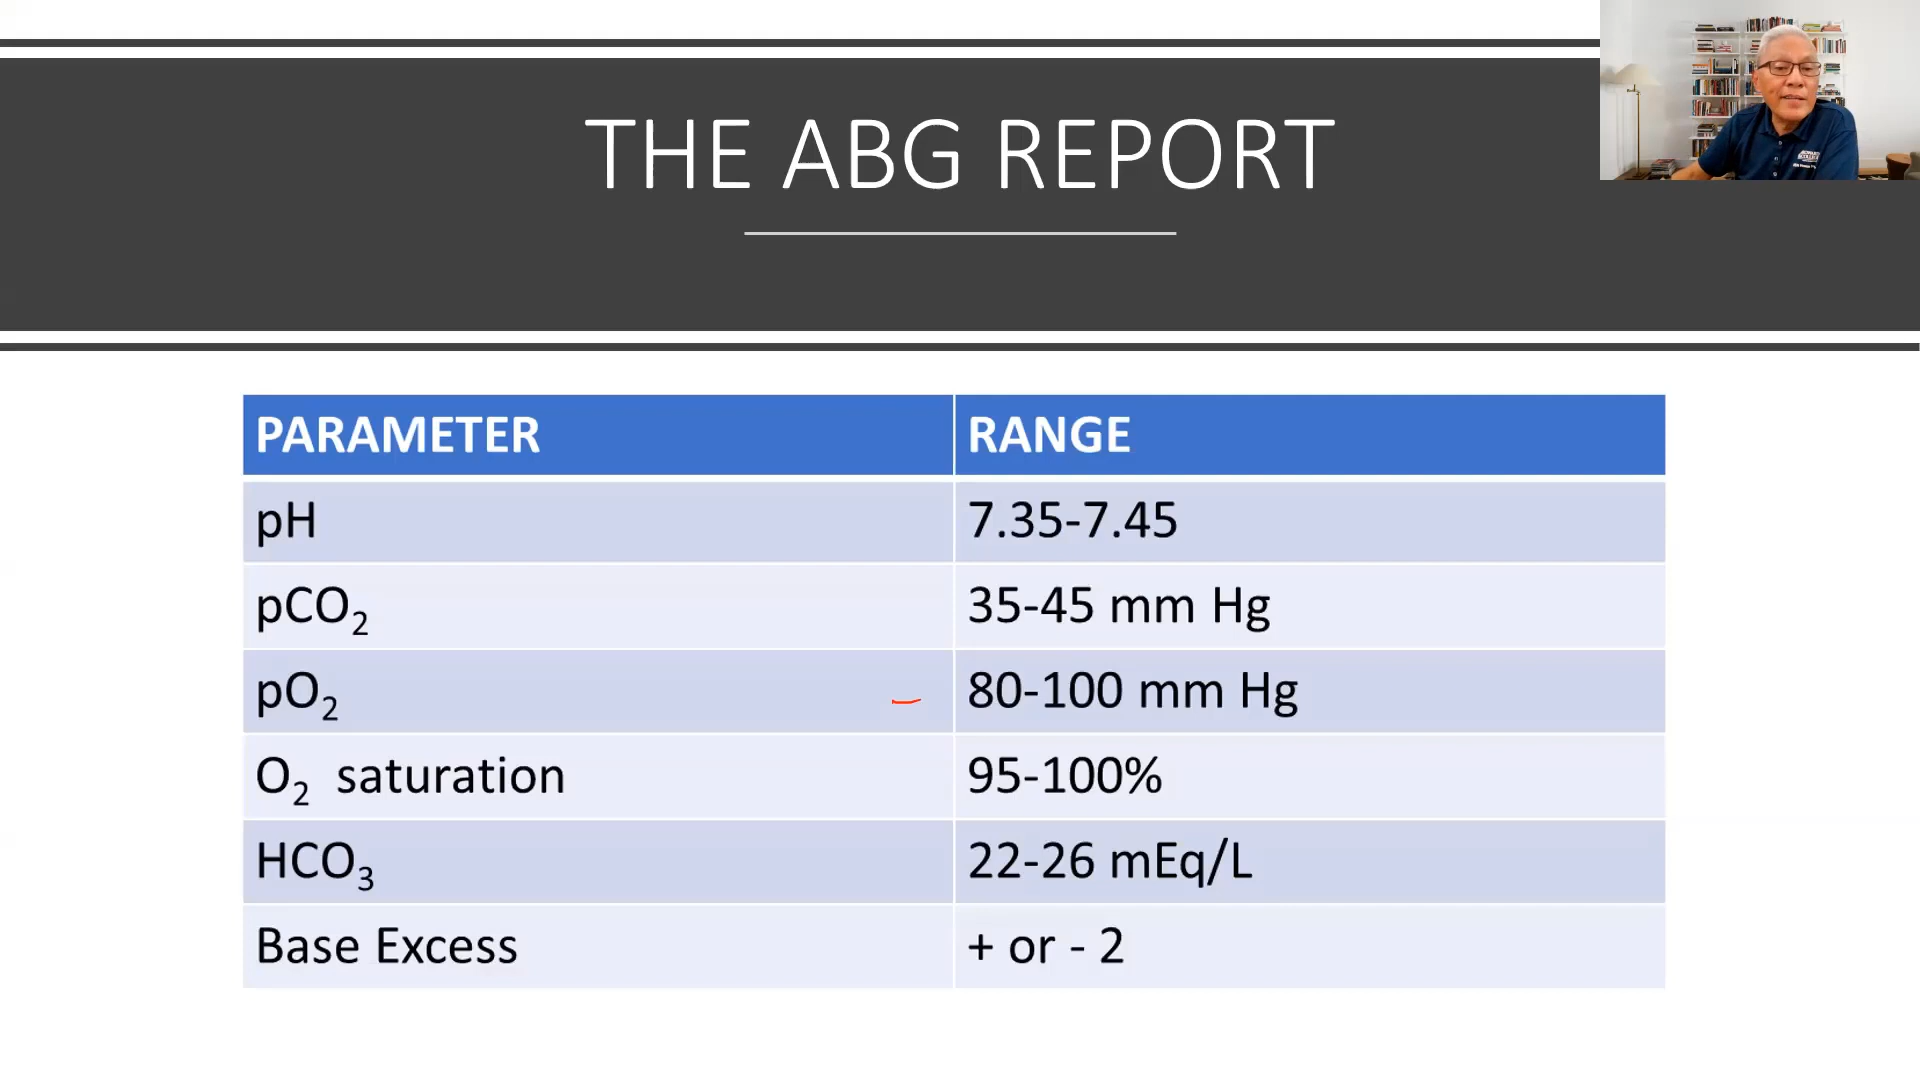 THE ABG REPORT
PARAMETER RANGE
pH 7.35-7.45
pCO₂ 35-45 mm Hg
pO₂ 80-100 mm Hg
O₂ saturation 95-100%
HCO₃ 22-26 mEq/L
Base Excess + or - 2